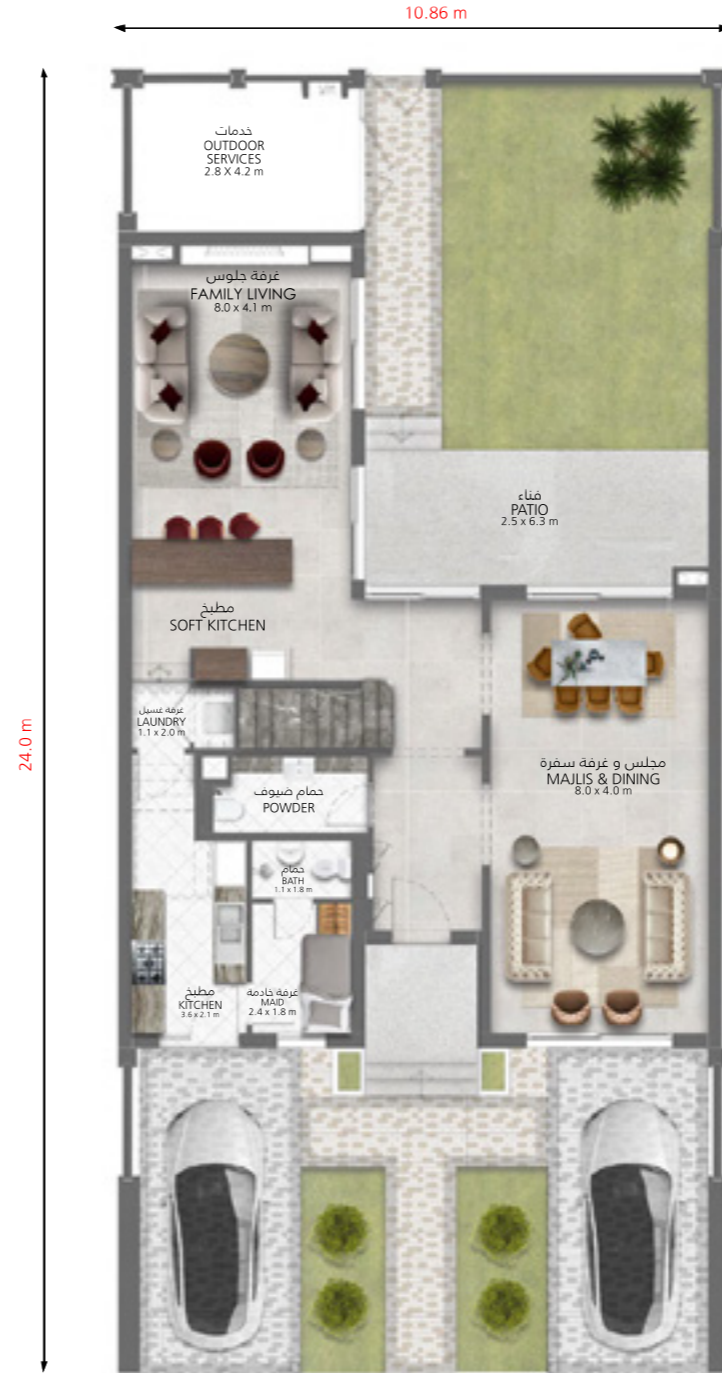 10.86 m
24.0 m
خدمات
OUTDOOR
SERVICES
2.8 X 4.2 m
غرفة جلوس
FAMILY LIVING
8.0 x 4.1 m
فناء
PATIO
2.5 x 6.3 m
مطبخ
SOFT KITCHEN
غرفة غسيل
LAUNDRY
1.1 x 2.0 m
مجلس و غرفة سفرة
MAJLIS & DINING
8.0 x 4.0 m
حمام ضيوف
POWDER
حمام
BATH
1.1 x 1.8 m
مطبخ
KITCHEN
3.6 x 2.1 m
غرفة خادمة
MAID
2.4 x 1.8 m